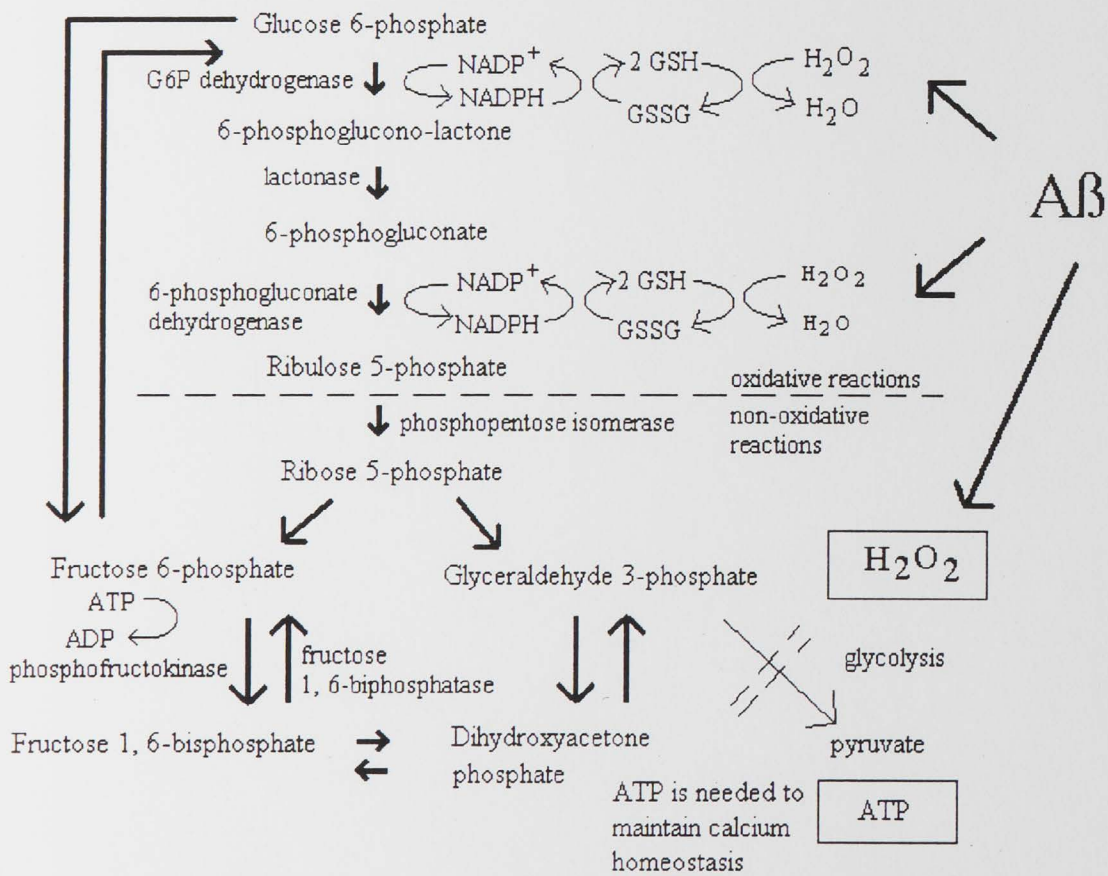 Glucose 6-phosphate
G6P dehydrogenase
NADP+
NADPH
2 GSH
GSSG
H2O2
H2O
6-phosphoglucono-lactone
lactonase
6-phosphogluconate
Aß
6-phosphogluconate
dehydrogenase
NADP+
NADPH
2 GSH
GSSG
H2O2
H2O
Ribulose 5-phosphate
oxidative reactions
phosphopentose isomerase
non-oxidative
reactions
Ribose 5-phosphate
Fructose 6-phosphate
Glyceraldehyde 3-phosphate
H2O2
ATP
ADP
phosphofructokinase
fructose
1, 6-biphosphatase
glycolysis
Fructose 1, 6-bisphosphate
Dihydroxyacetone
phosphate
pyruvate
ATP is needed to
maintain calcium
homeostasis
ATP